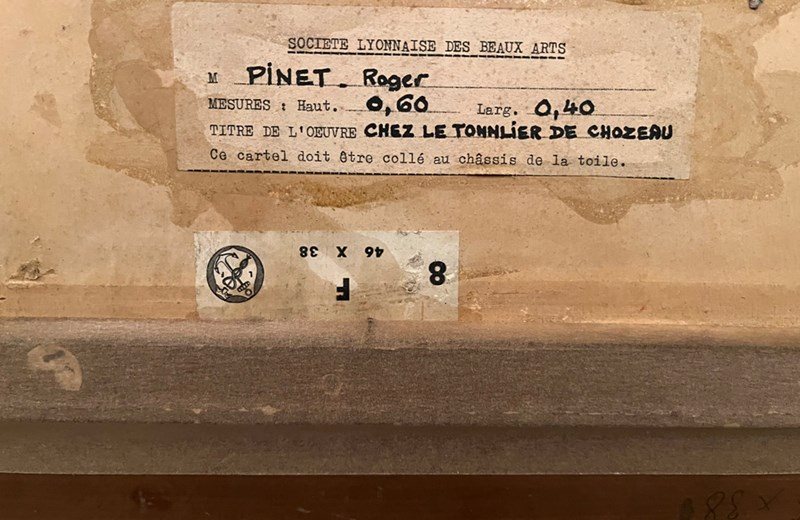 SOCIETE LYONNAISE DES BEAUX ARTS
M PINET _ Roger
MESURES : Haut. 0,60 Larg. 0,40
TITRE DE L'OEUVRE CHEZ LE TONNLIER DE CHOZEAU
Ce cartel doit être collé au châssis de la toile.
8 F 46 X 38